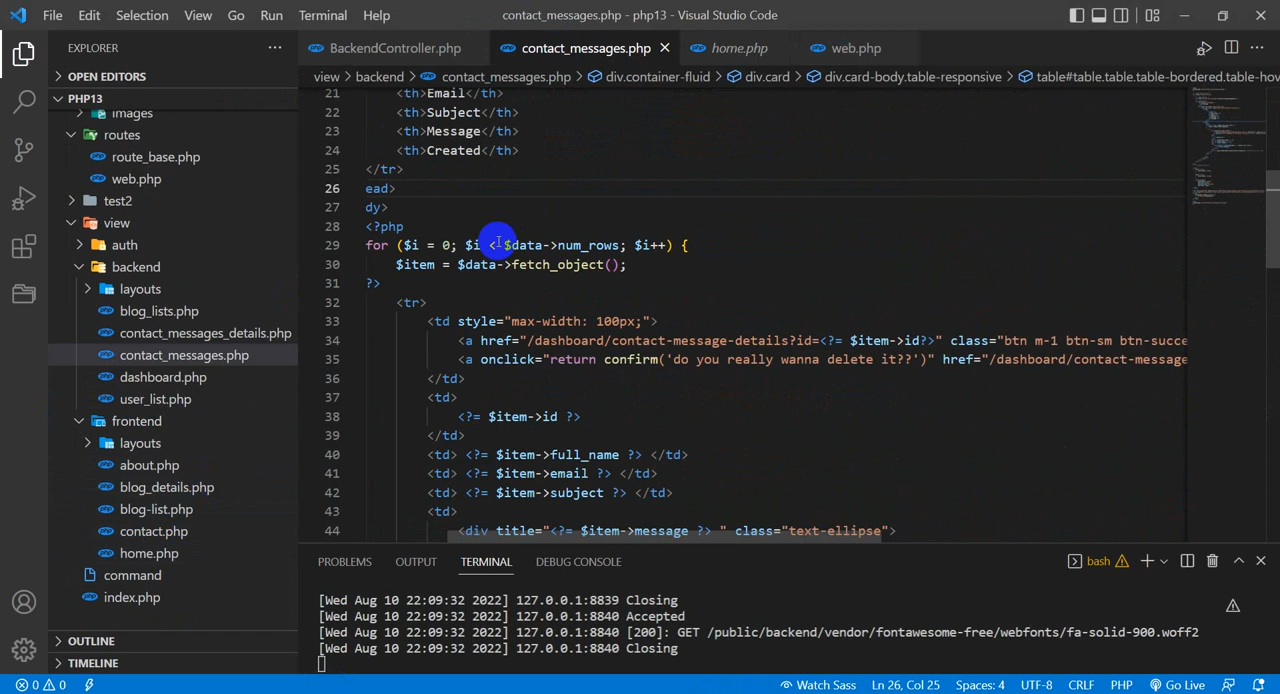 File Edit Selection View Go Run Terminal Help contact_messages.php - php13 - Visual Studio Code
EXPLORER
OPEN EDITORS
PHP13
images
routes
route_base.php
web.php
test2
view
auth
backend
layouts
blog_lists.php
contact_messages_details.php
contact_messages.php
dashboard.php
user_list.php
frontend
layouts
about.php
blog_details.php
blog-list.php
contact.php
home.php
command
index.php
OUTLINE
TIMELINE
BackendController.php contact_messages.php home.php web.php
view > backend > contact_messages.php > div.container-fluid > div.card > div.card-body.table-responsive > table#table.table.table-bordered.table-hov
21 <th>Email</th>
22 <th>Subject</th>
23 <th>Message</th>
24 <th>Created</th>
25 </tr>
26 ead>
27 dy>
28 <?php
29 for ($i = 0; $i < $data->num_rows; $i++) {
30 $item = $data->fetch_object();
31 ?>
32 <tr>
33 <td style="max-width: 100px;">
34 <a href="/dashboard/contact-message-details?id=<?= $item->id?>" class="btn m-1 btn-sm btn-succe
35 <a onclick="return confirm('do you really wanna delete it??')" href="/dashboard/contact-message
36 </td>
37 <td>
38 <?= $item->id ?>
39 </td>
40 <td> <?= $item->full_name ?> </td>
41 <td> <?= $item->email ?> </td>
42 <td> <?= $item->subject ?> </td>
43 <td>
44 <div title="<?= $item->message ?> " class="text-ellipse">
PROBLEMS OUTPUT TERMINAL DEBUG CONSOLE bash
[Wed Aug 10 22:09:32 2022] 127.0.0.1:8839 Closing
[Wed Aug 10 22:09:32 2022] 127.0.0.1:8840 Accepted
[Wed Aug 10 22:09:32 2022] 127.0.0.1:8840 [200]: GET /public/backend/vendor/fontawesome-free/webfonts/fa-solid-900.woff2
[Wed Aug 10 22:09:32 2022] 127.0.0.1:8840 Closing
0 0 Watch Sass Ln 26, Col 25 Spaces: 4 UTF-8 CRLF PHP Go Live